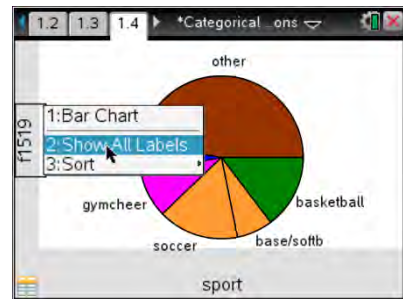 1.2 1.3 1.4 *Categorical ons
other
f1519
1:Bar Chart
2:Show All Labels
3:Sort
gymcheer
basketball
soccer
base/softb
sport